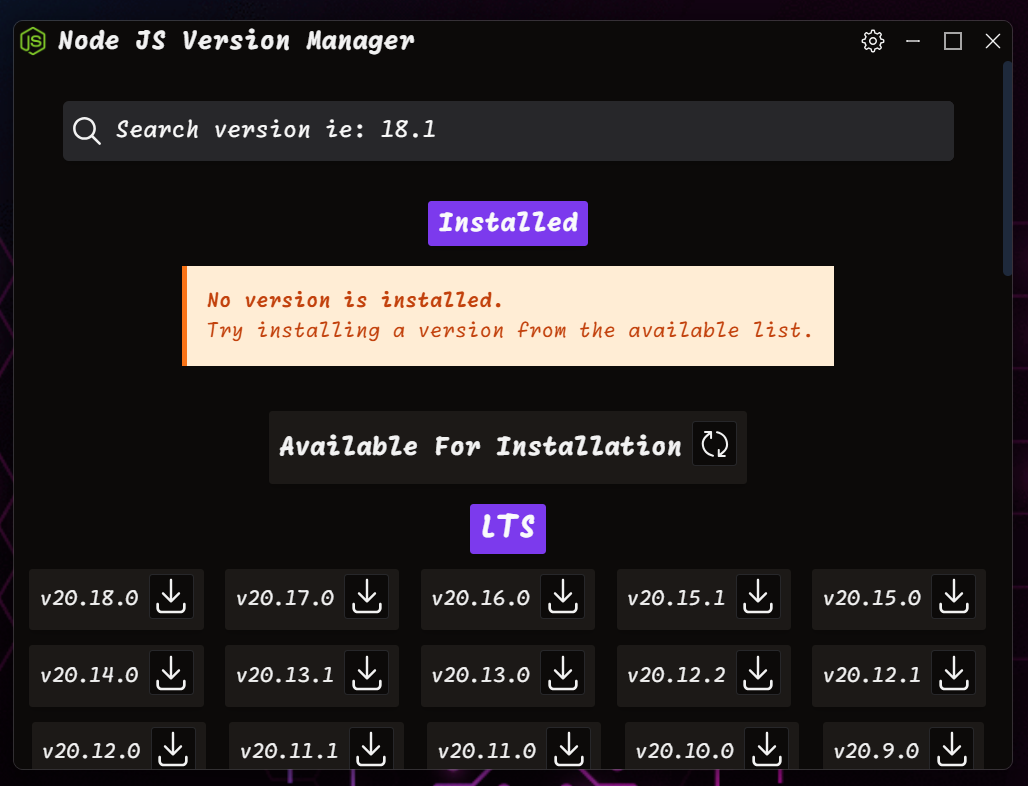 JS
Node JS Version Manager
Search version ie: 18.1
Installed
No version is installed.
Try installing a version from the available list.
Available For Installation
LTS
v20.18.0 v20.17.0 v20.16.0 v20.15.1 v20.15.0
v20.14.0 v20.13.1 v20.13.0 v20.12.2 v20.12.1
v20.12.0 v20.11.1 v20.11.0 v20.10.0 v20.9.0